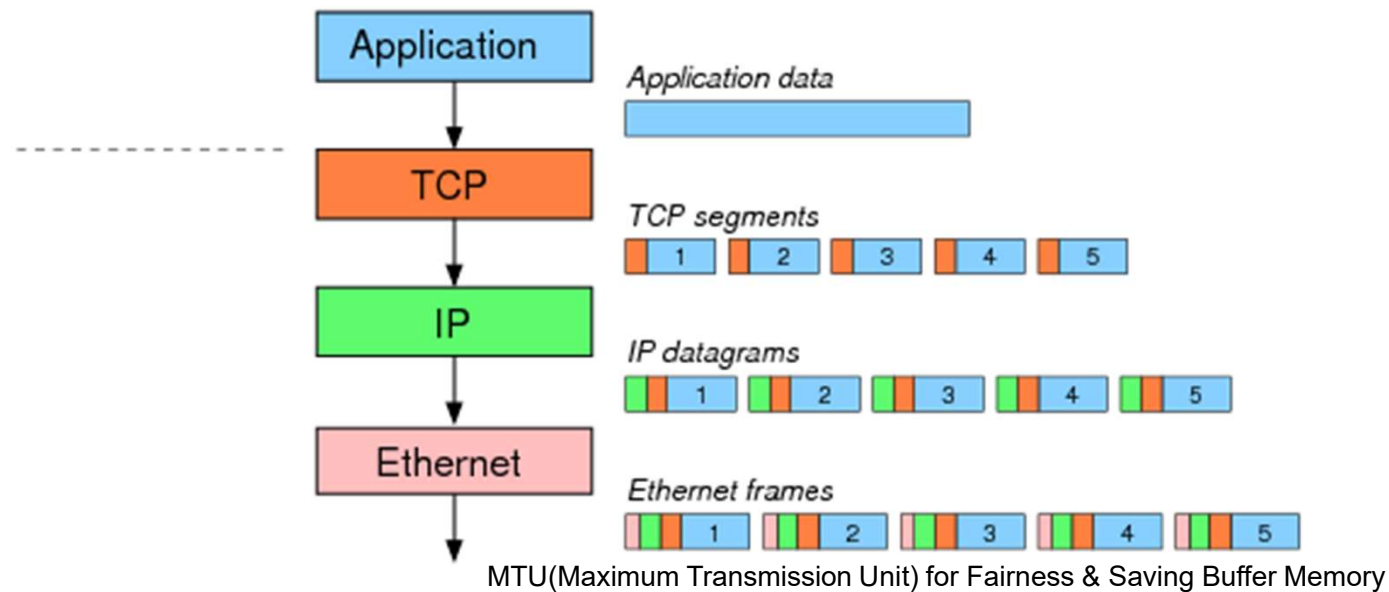 Application
Application data
TCP
TCP segments
1 2 3 4 5
IP
IP datagrams
1 2 3 4 5
Ethernet
Ethernet frames
1 2 3 4 5
MTU(Maximum Transmission Unit) for Fairness & Saving Buffer Memory